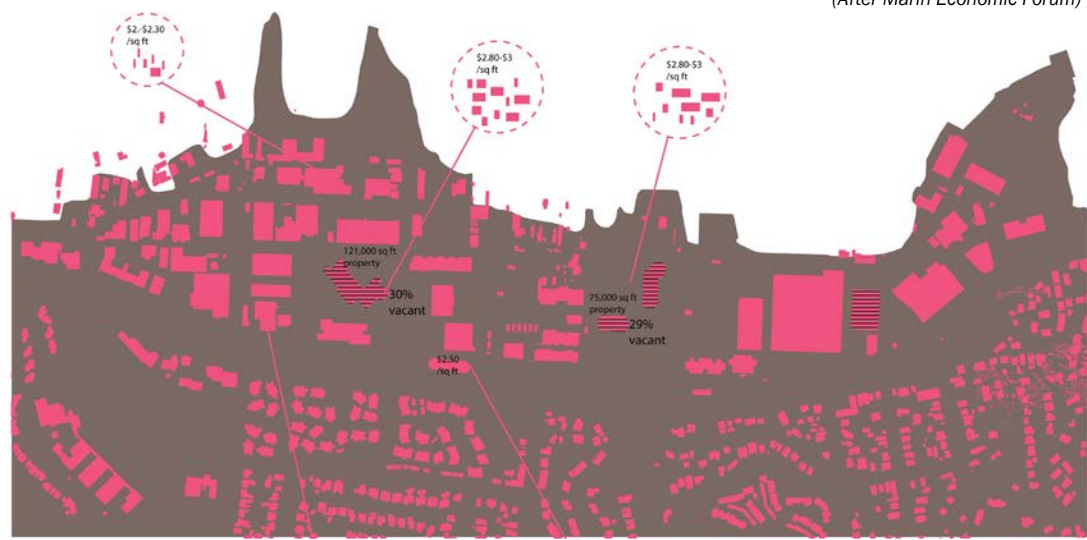 (After Marin Economic Forum)
$2.-$2.30
/sq ft
$2.80-$3
/sq ft
$2.80-$3
/sq ft
121,000 sq ft
property
30%
vacant
75,000 sq ft
property
29%
vacant
$2.50
/sq ft